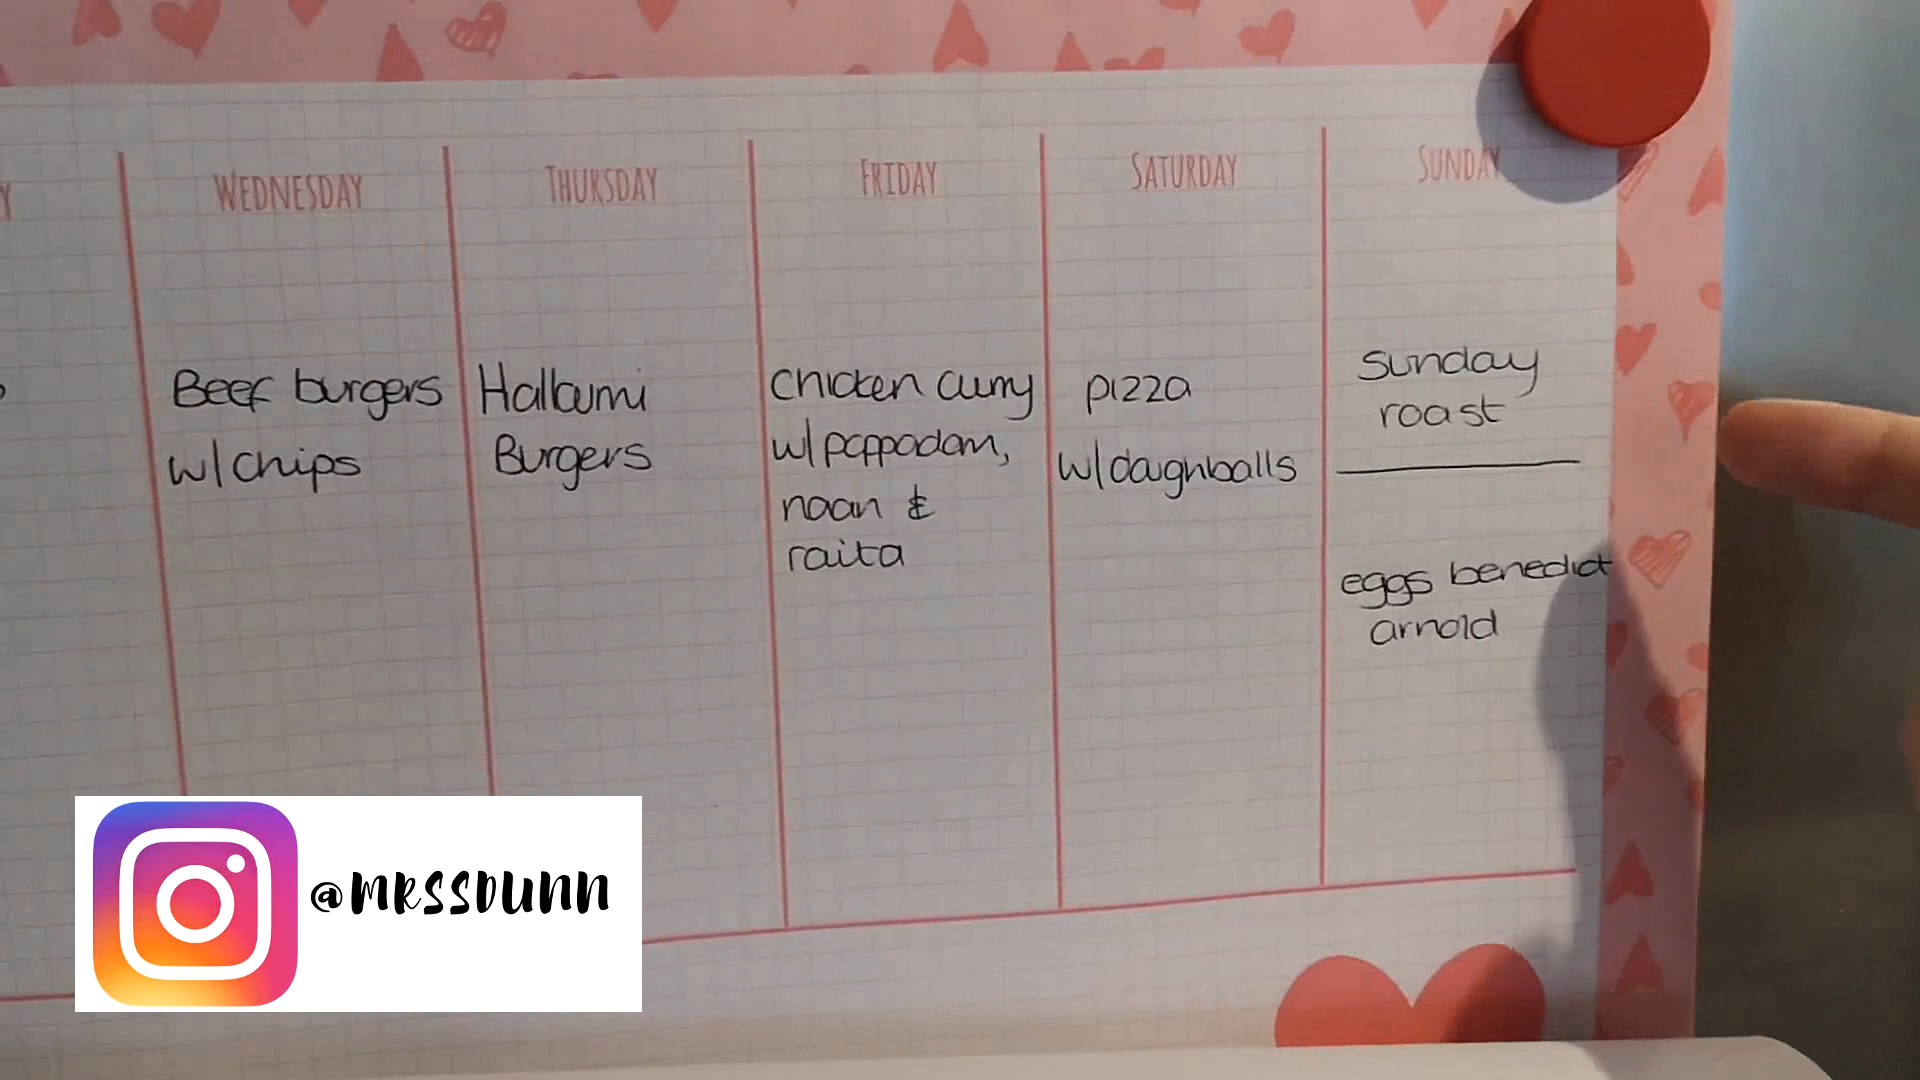 Y
WEDNESDAY
THURSDAY
FRIDAY
SATURDAY
SUNDAY
Beef burgers
w/chips
Halloumi
Burgers
chicken curry
w/poppadom,
naan &
raita
pizza
w/doughballs
Sunday
roast
eggs benedict
arnold
@MRSSDUNN